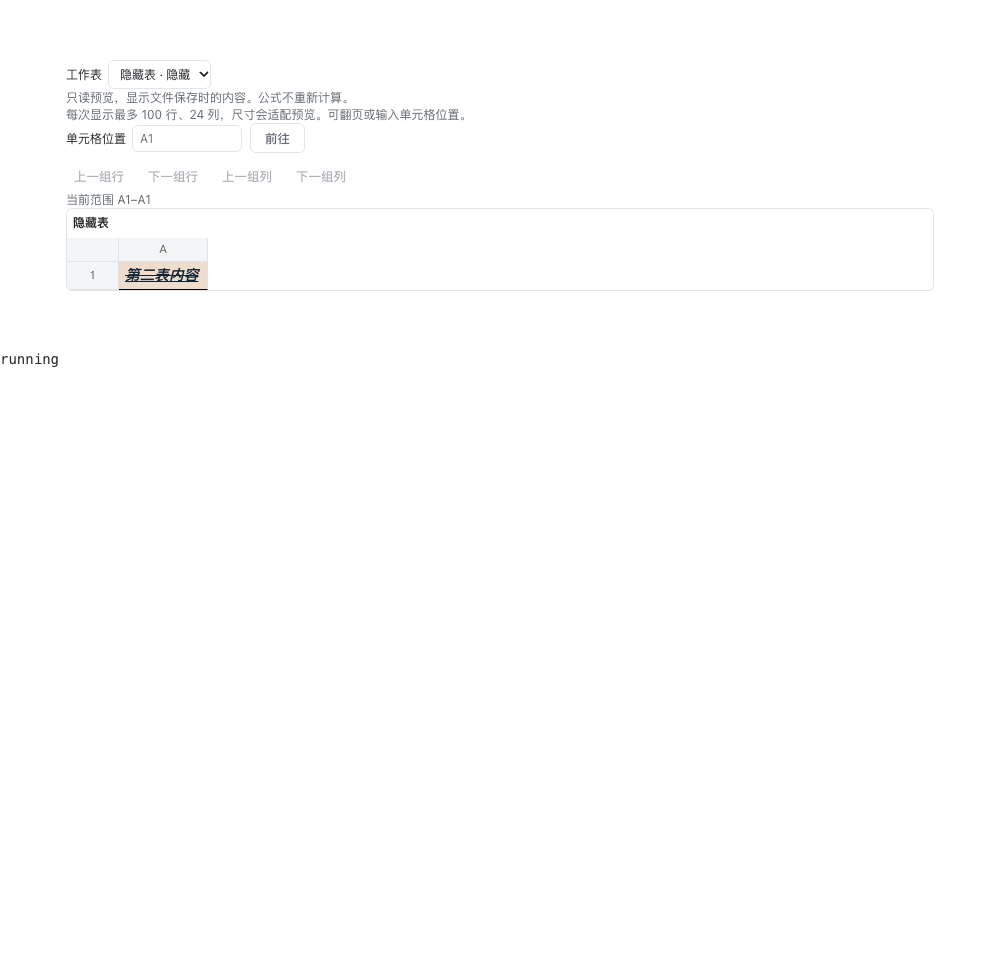 工作表 隐藏表 · 隐藏
只读预览，显示文件保存时的内容。公式不重新计算。
每次显示最多 100 行、24 列，尺寸会适配预览。可翻页或输入单元格位置。
单元格位置 A1 前往
上一组行 下一组行 上一组列 下一组列
当前范围 A1–A1
隐藏表
A
1 第二表内容
running